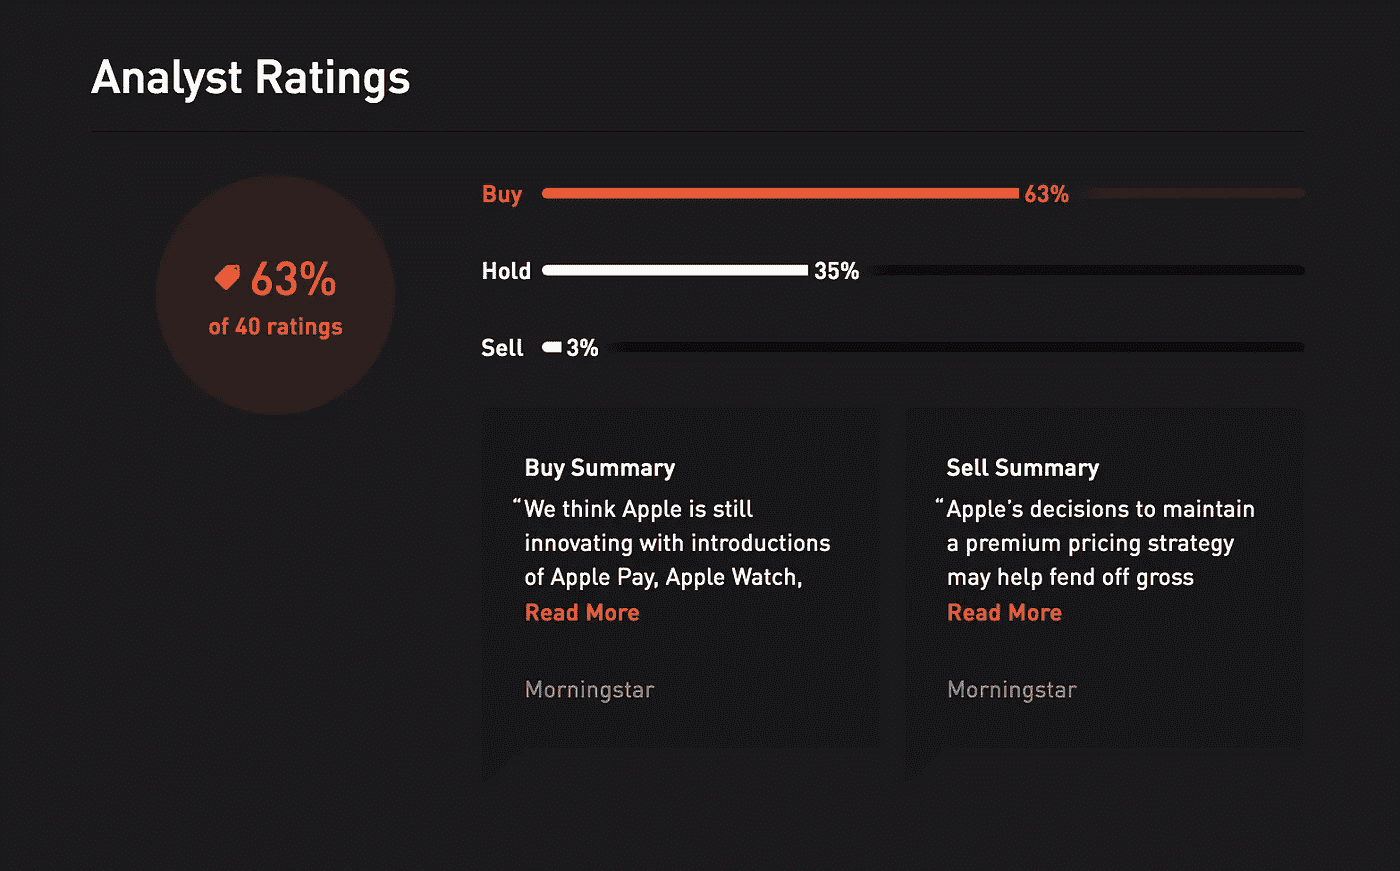 Analyst Ratings
63%
of 40 ratings
Buy 63%
Hold 35%
Sell 3%
Buy Summary
“We think Apple is still
innovating with introductions
of Apple Pay, Apple Watch,
Read More
Morningstar
Sell Summary
“Apple’s decisions to maintain
a premium pricing strategy
may help fend off gross
Read More
Morningstar